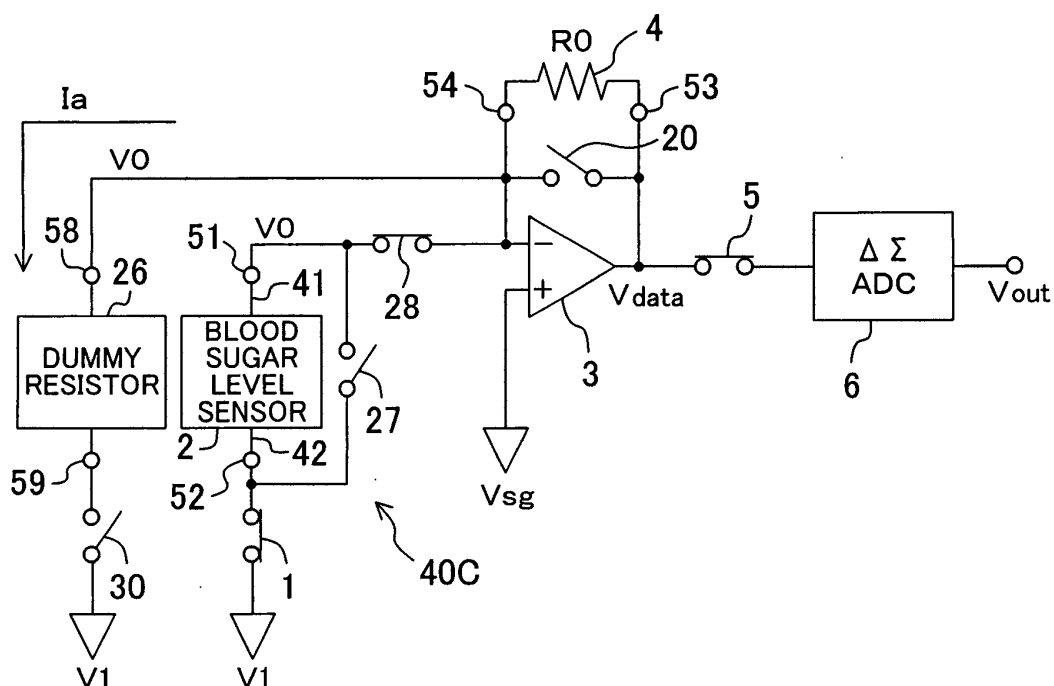 4
R0
54
53
Ia
20
V0
5
58
51
V0
26
41
28
−
+
3
Vdata
Δ Σ
ADC
6
Vout
DUMMY
RESISTOR
BLOOD
SUGAR
LEVEL
SENSOR
2
42
27
59
52
Vsg
30
1
40C
V1
V1